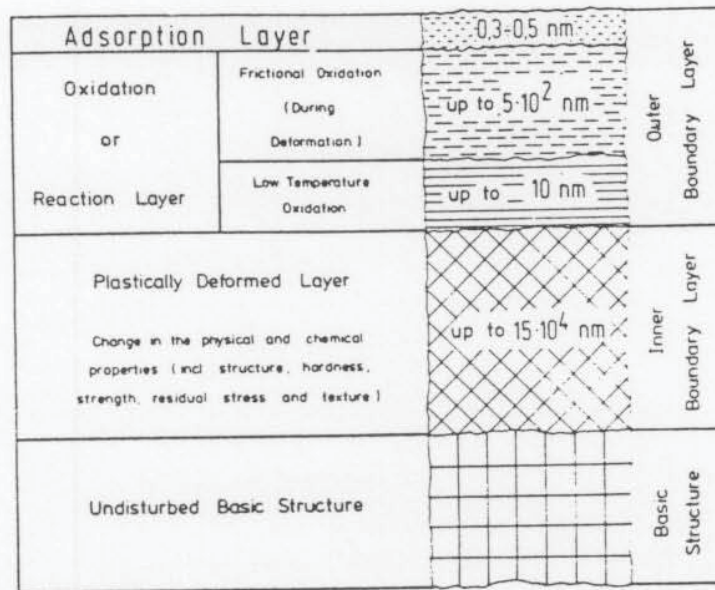 Adsorption Layer
0,3÷0,5 nm
Oxidation
or
Reaction Layer
Frictional Oxidation
(During
Deformation)
up to 5·10² nm
Low Temperature
Oxidation
up to 10 nm
Outer
Boundary Layer
Plastically Deformed Layer
Change in the physical and chemical
properties (incl structure, hardness,
strength, residual stress and texture)
up to 15·10⁴ nm
Inner
Boundary Layer
Undisturbed Basic Structure
Basic
Structure